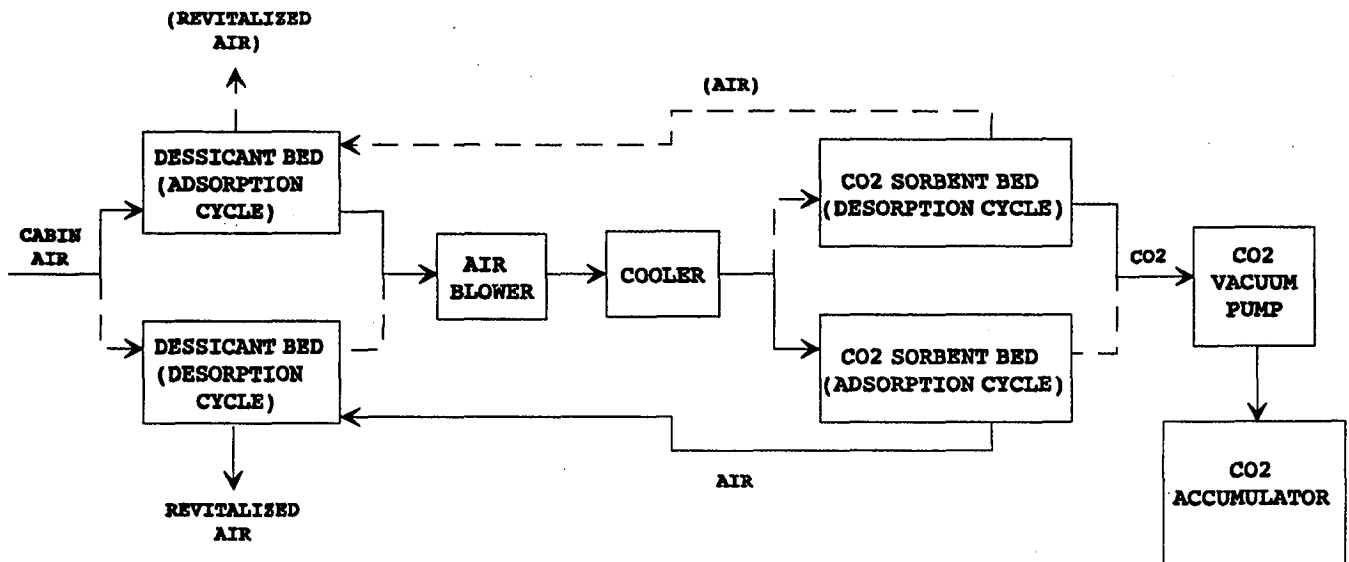 (REVITALIZED
AIR)
(AIR)
DESSICANT BED
(ADSORPTION
CYCLE)
CO2 SORBENT BED
(DESORPTION CYCLE)
CABIN
AIR
AIR
BLOWER
COOLER
CO2
CO2
VACUUM
PUMP
DESSICANT BED
(DESORPTION
CYCLE)
CO2 SORBENT BED
(ADSORPTION CYCLE)
AIR
REVITALIZED
AIR
CO2
ACCUMULATOR